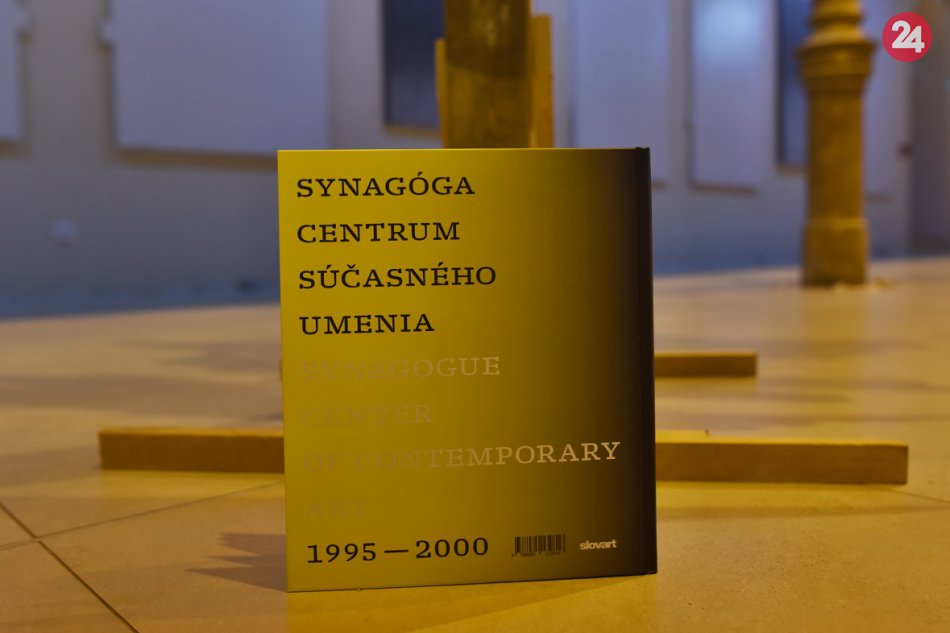 24
SYNAGÓGA
CENTRUM
SÚČASNÉHO
UMENIA
SYNAGOGUE
CENTER
OF CONTEMPORARY
ART
1995 — 2000
slovart